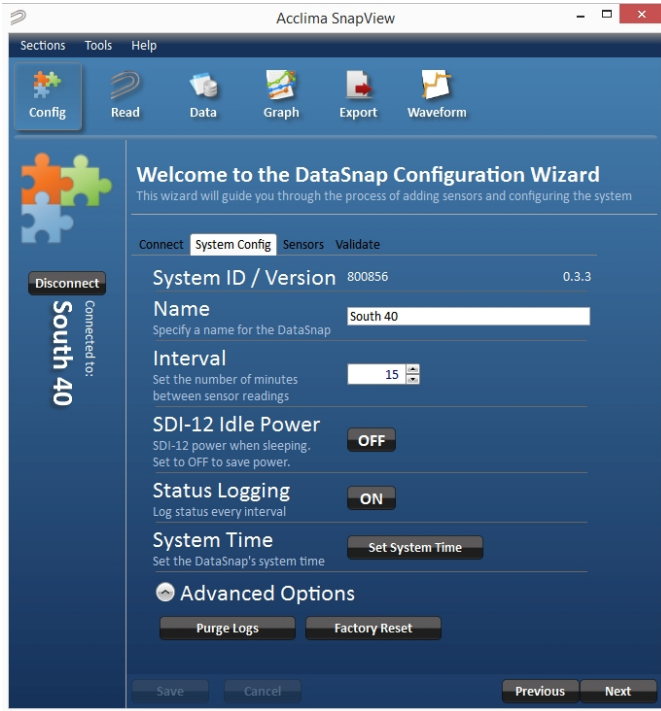 Acclima SnapView
Sections Tools Help
Config Read Data Graph Export Waveform
Welcome to the DataSnap Configuration Wizard
This wizard will guide you through the process of adding sensors and configuring the system
Connect System Config Sensors Validate
Disconnect
Connected to:
South 40
System ID / Version 800856 0.3.3
Name
Specify a name for the DataSnap
South 40
Interval
Set the number of minutes
between sensor readings
15
SDI-12 Idle Power
SDI-12 power when sleeping.
Set to OFF to save power.
OFF
Status Logging
Log status every interval
ON
System Time
Set the DataSnap's system time
Set System Time
Advanced Options
Purge Logs Factory Reset
Save Cancel Previous Next